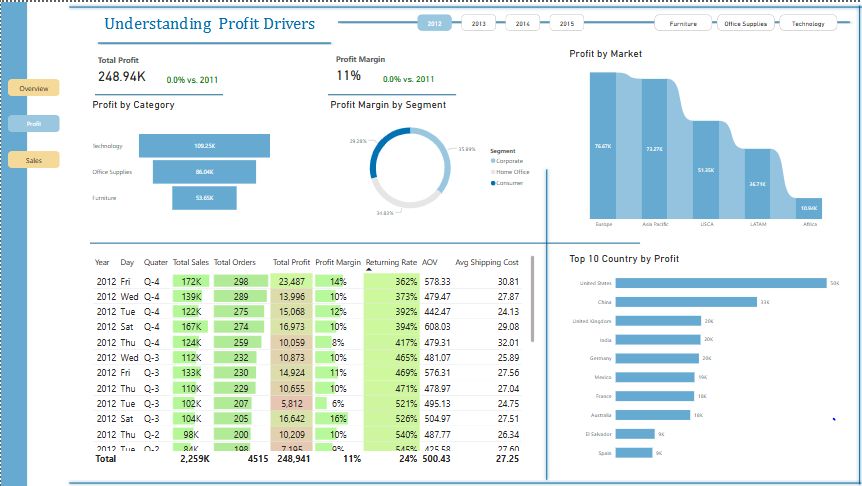 Understanding Profit Drivers
2012 2013 2014 2015
Furniture Office Supplies Technology
Overview
Profit
Sales
Total Profit
248.94K 0.0% vs. 2011
Profit Margin
11% 0.0% vs. 2011
Profit by Category
Technology 109.25K
Office Supplies 86.04K
Furniture 53.65K
Profit Margin by Segment
29.28%
35.89%
34.83%
Segment
Corporate
Home Office
Consumer
Profit by Market
76.67K 73.27K 51.35K 36.71K 10.94K
Europe Asia Pacific USCA LATAM Africa
Year Day Quater Total Sales Total Orders Total Profit Profit Margin Returning Rate AOV Avg Shipping Cost
2012 Fri Q-4 172K 298 23,487 14% 362% 578.33 30.81
2012 Wed Q-4 139K 289 13,996 10% 373% 479.47 27.87
2012 Tue Q-4 122K 275 15,068 12% 392% 442.47 24.13
2012 Sat Q-4 167K 274 16,973 10% 394% 608.03 29.08
2012 Thu Q-4 124K 259 10,059 8% 417% 479.31 32.01
2012 Wed Q-3 112K 232 10,873 10% 465% 481.07 25.89
2012 Fri Q-3 133K 230 14,924 11% 469% 576.31 27.56
2012 Thu Q-3 110K 229 10,655 10% 471% 478.97 27.04
2012 Tue Q-3 102K 207 5,812 6% 521% 495.13 24.75
2012 Sat Q-3 104K 205 16,642 16% 526% 504.97 27.51
2012 Thu Q-2 98K 200 10,209 10% 540% 487.77 26.34
2012 Tue Q-2 84K 198 7,195 9% 545% 425.58 27.60
Total 2,259K 4515 248,941 11% 24% 500.43 27.25
Top 10 Country by Profit
United States 50K
China 33K
United Kingdom 20K
India 20K
Germany 20K
Mexico 19K
France 18K
Australia 18K
El Salvador 9K
Spain 9K